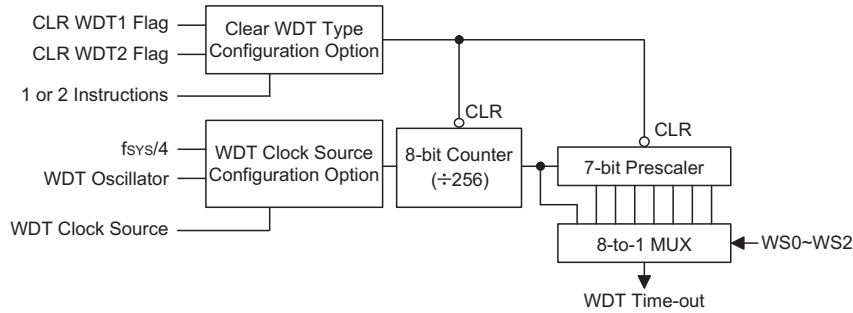 CLR WDT1 Flag
CLR WDT2 Flag
1 or 2 Instructions
Clear WDT Type
Configuration Option
CLR
CLR
fSYS/4
WDT Oscillator
WDT Clock Source
WDT Clock Source
Configuration Option
8-bit Counter
(÷256)
7-bit Prescaler
8-to-1 MUX
WS0~WS2
WDT Time-out